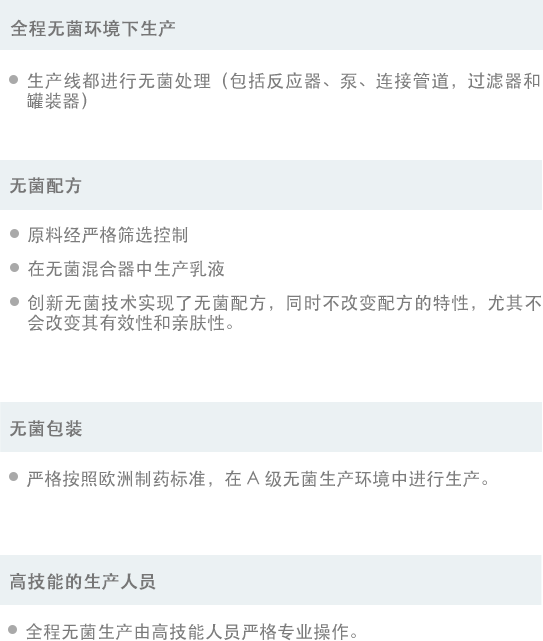 全程无菌环境下生产
生产线都进行无菌处理（包括反应器、泵、连接管道，过滤器和
罐装器）
无菌配方
原料经严格筛选控制
在无菌混合器中生产乳液
创新无菌技术实现了无菌配方，同时不改变配方的特性，尤其不
会改变其有效性和亲肤性。
无菌包装
严格按照欧洲制药标准，在 A 级无菌生产环境中进行生产。
高技能的生产人员
全程无菌生产由高技能人员严格专业操作。